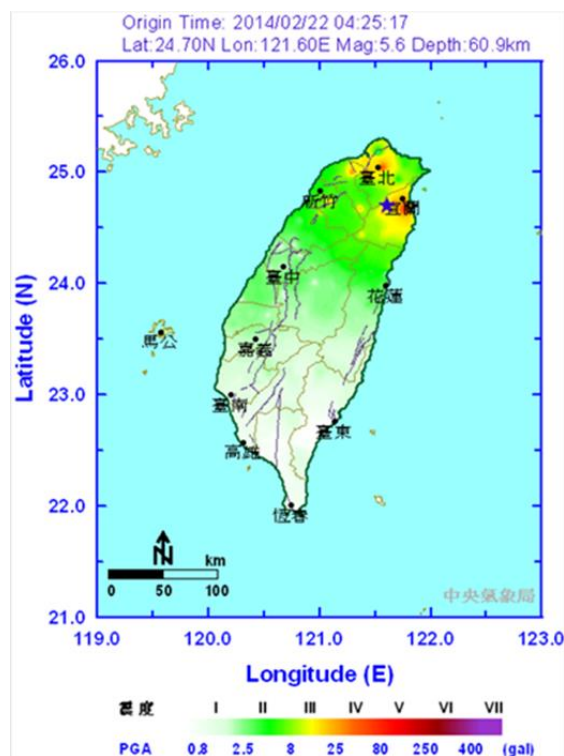 Origin Time: 2014/02/22 04:25:17
Lat:24.70N Lon:121.60E Mag:5.6 Depth:60.9km
26.0
25.0
臺北
新竹
宜蘭
24.0
臺中
花蓮
馬公
嘉義
23.0
臺南
臺東
高雄
22.0
恆春
N
km
0 50 100
中央氣象局
21.0
119.0 120.0 121.0 122.0 123.0
Latitude (N)
Longitude (E)
震度 I II III IV V VI VII
PGA 0.8 2.5 8 25 80 250 400 (gal)